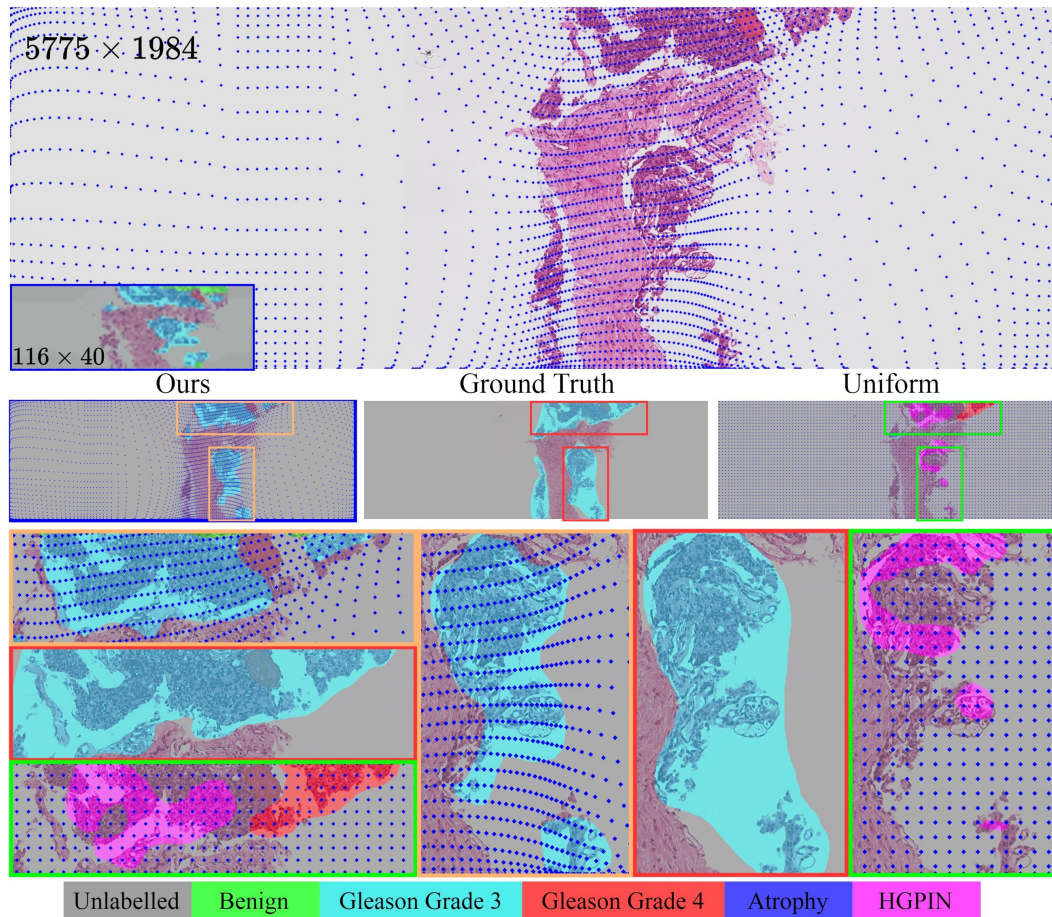 5775 × 1984
116 × 40
Ours Ground Truth Uniform
Unlabelled Benign Gleason Grade 3 Gleason Grade 4 Atrophy HGPIN